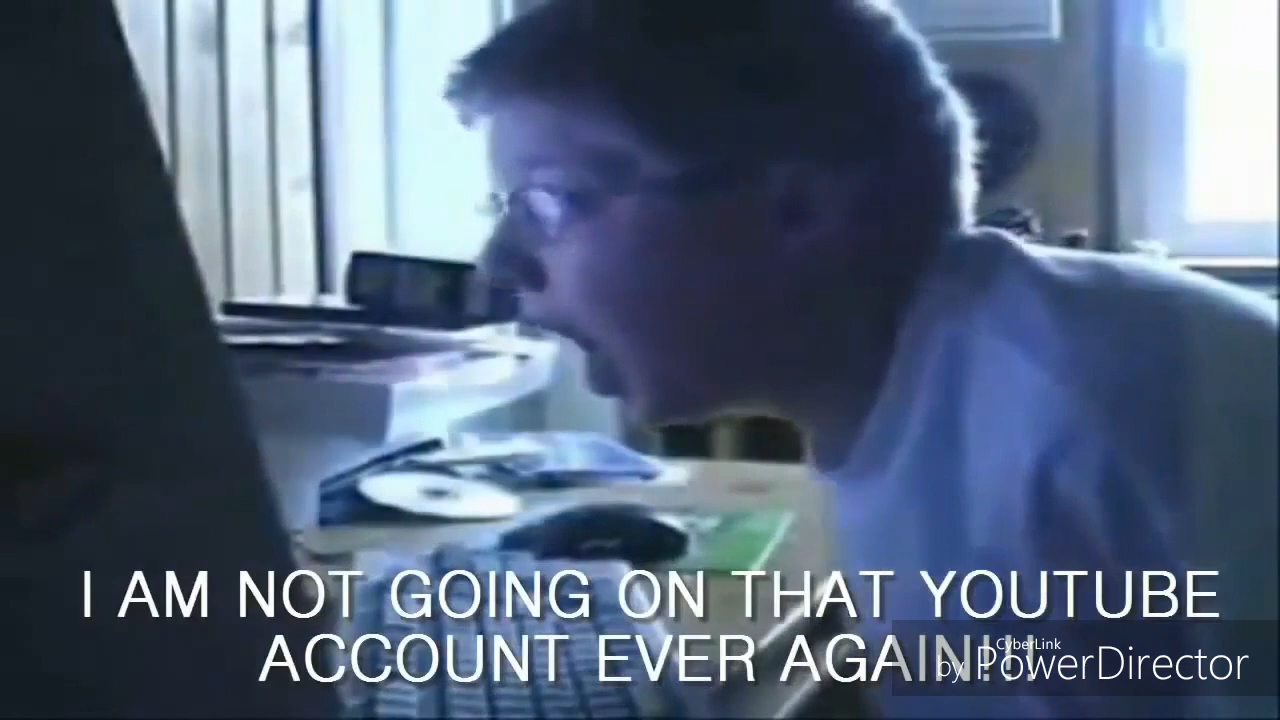 I AM NOT GOING ON THAT YOUTUBE
ACCOUNT EVER AGAIN!!!
CyberLink
by PowerDirector